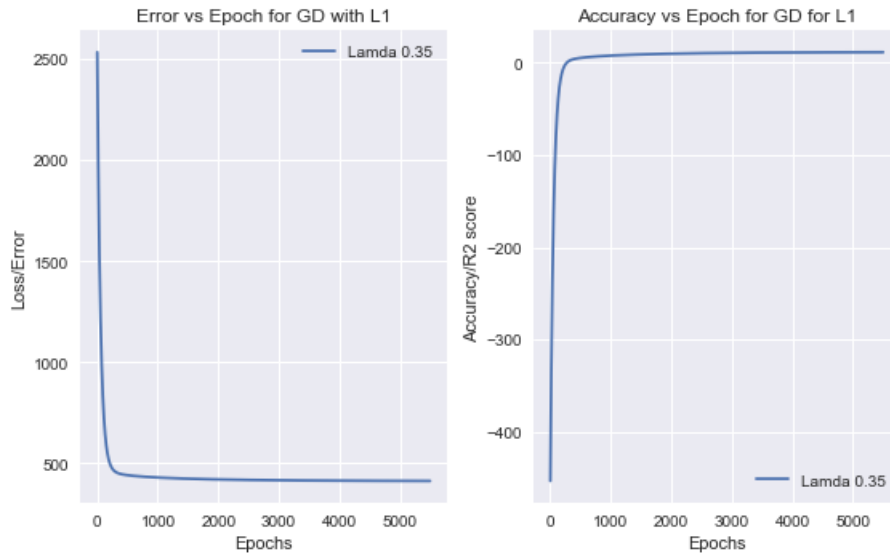 Error vs Epoch for GD with L1
Lamda 0.35
2500
2000
1500
1000
500
Loss/Error
0 1000 2000 3000 4000 5000
Epochs
Accuracy vs Epoch for GD for L1
0
−100
−200
−300
−400
Accuracy/R2 score
Lamda 0.35
0 1000 2000 3000 4000 5000
Epochs